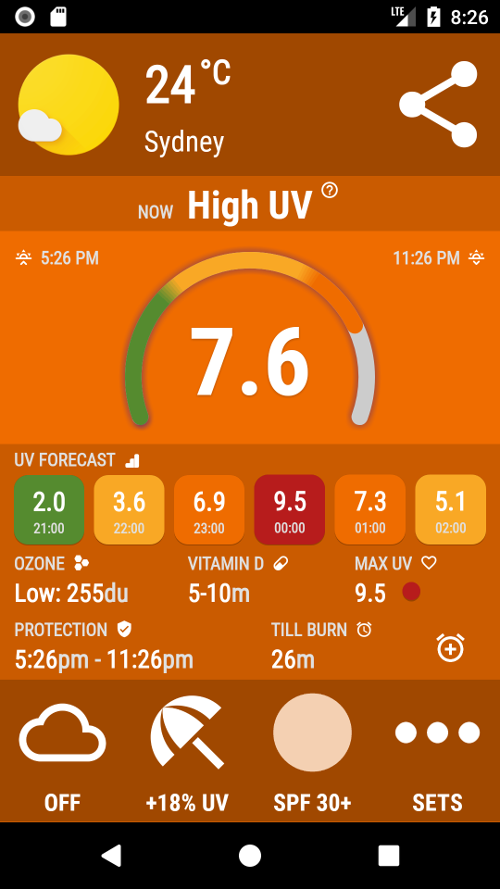 LTE 8:26
24 °C
Sydney
NOW High UV ?
5:26 PM 11:26 PM
7.6
UV FORECAST
2.0 3.6 6.9 9.5 7.3 5.1
21:00 22:00 23:00 00:00 01:00 02:00
OZONE VITAMIN D MAX UV
Low: 255du 5-10m 9.5
PROTECTION TILL BURN
5:26pm - 11:26pm 26m
OFF +18% UV SPF 30+ SETS